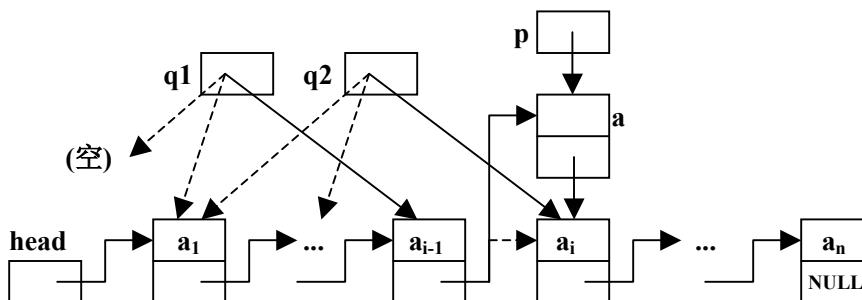 p
q1 q2
a
(空)
head a₁ ... aᵢ₋₁ aᵢ ... aₙ
NULL